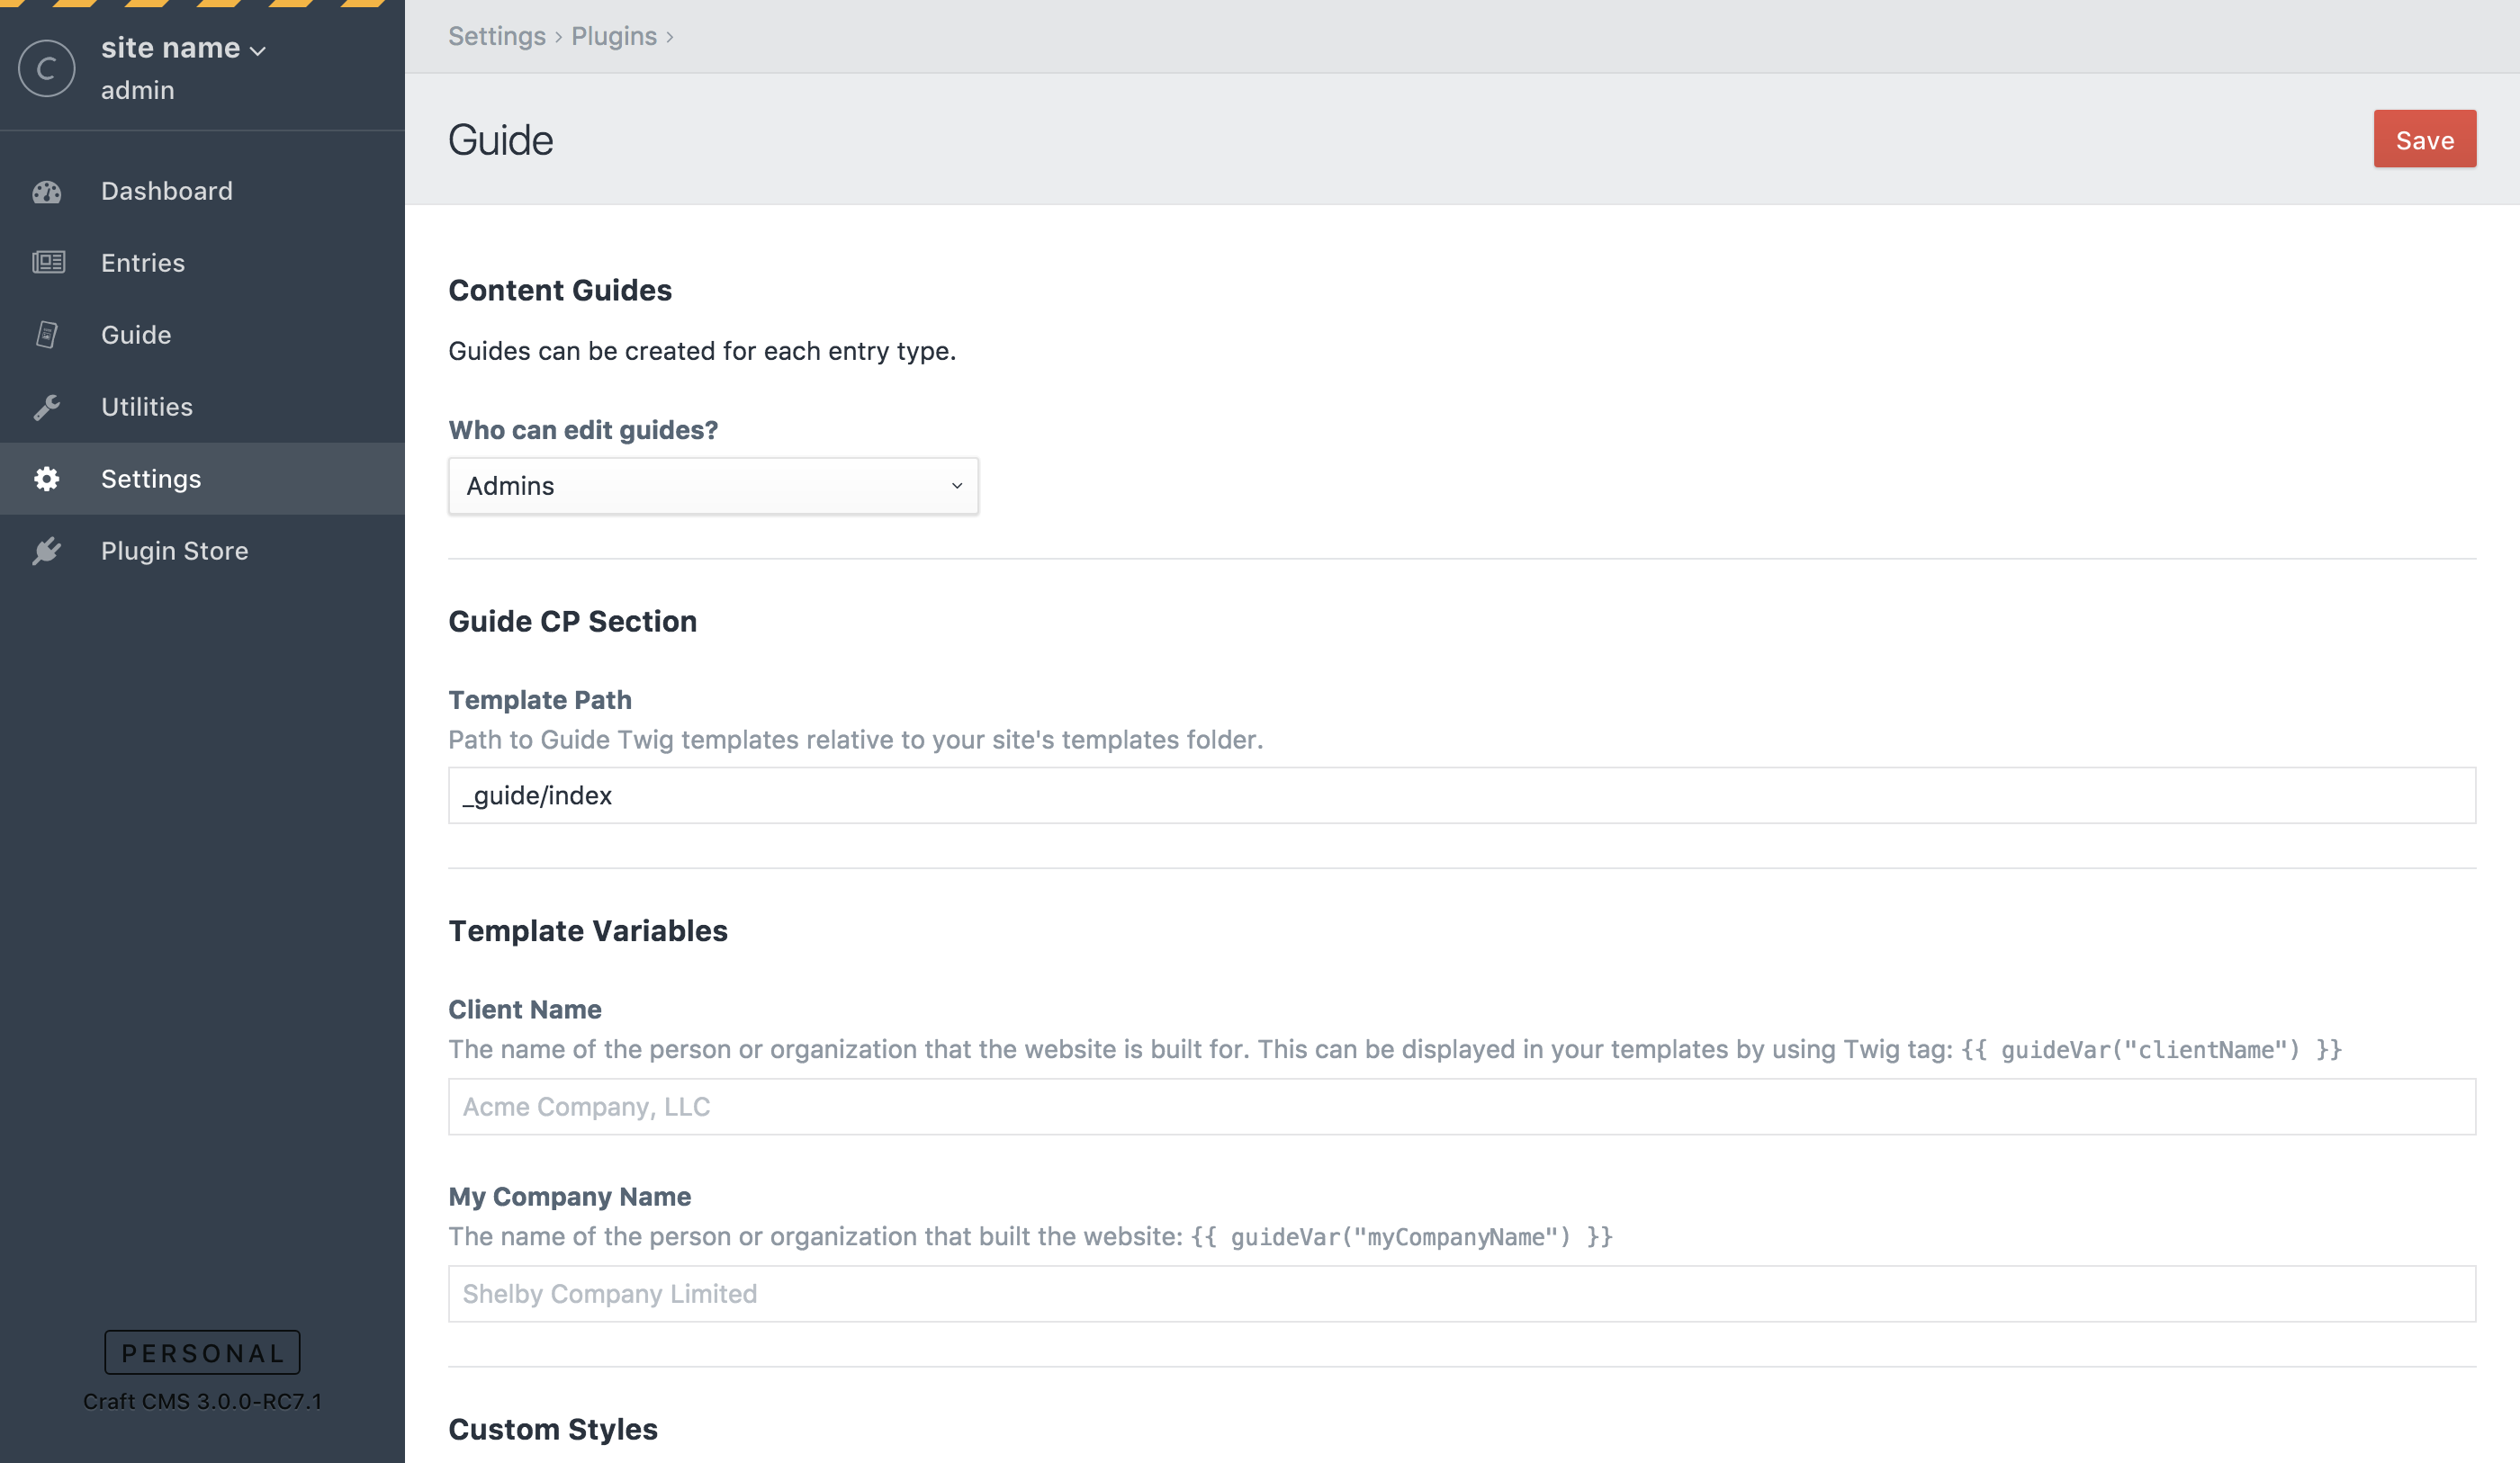 C
site name
admin
Dashboard
Entries
Guide
Utilities
Settings
Plugin Store
PERSONAL
Craft CMS 3.0.0-RC7.1
Settings › Plugins ›
Guide
Save
Content Guides
Guides can be created for each entry type.
Who can edit guides?
Admins
Guide CP Section
Template Path
Path to Guide Twig templates relative to your site's templates folder.
_guide/index
Template Variables
Client Name
The name of the person or organization that the website is built for. This can be displayed in your templates by using Twig tag: {{ guideVar("clientName") }}
Acme Company, LLC
My Company Name
The name of the person or organization that built the website: {{ guideVar("myCompanyName") }}
Shelby Company Limited
Custom Styles